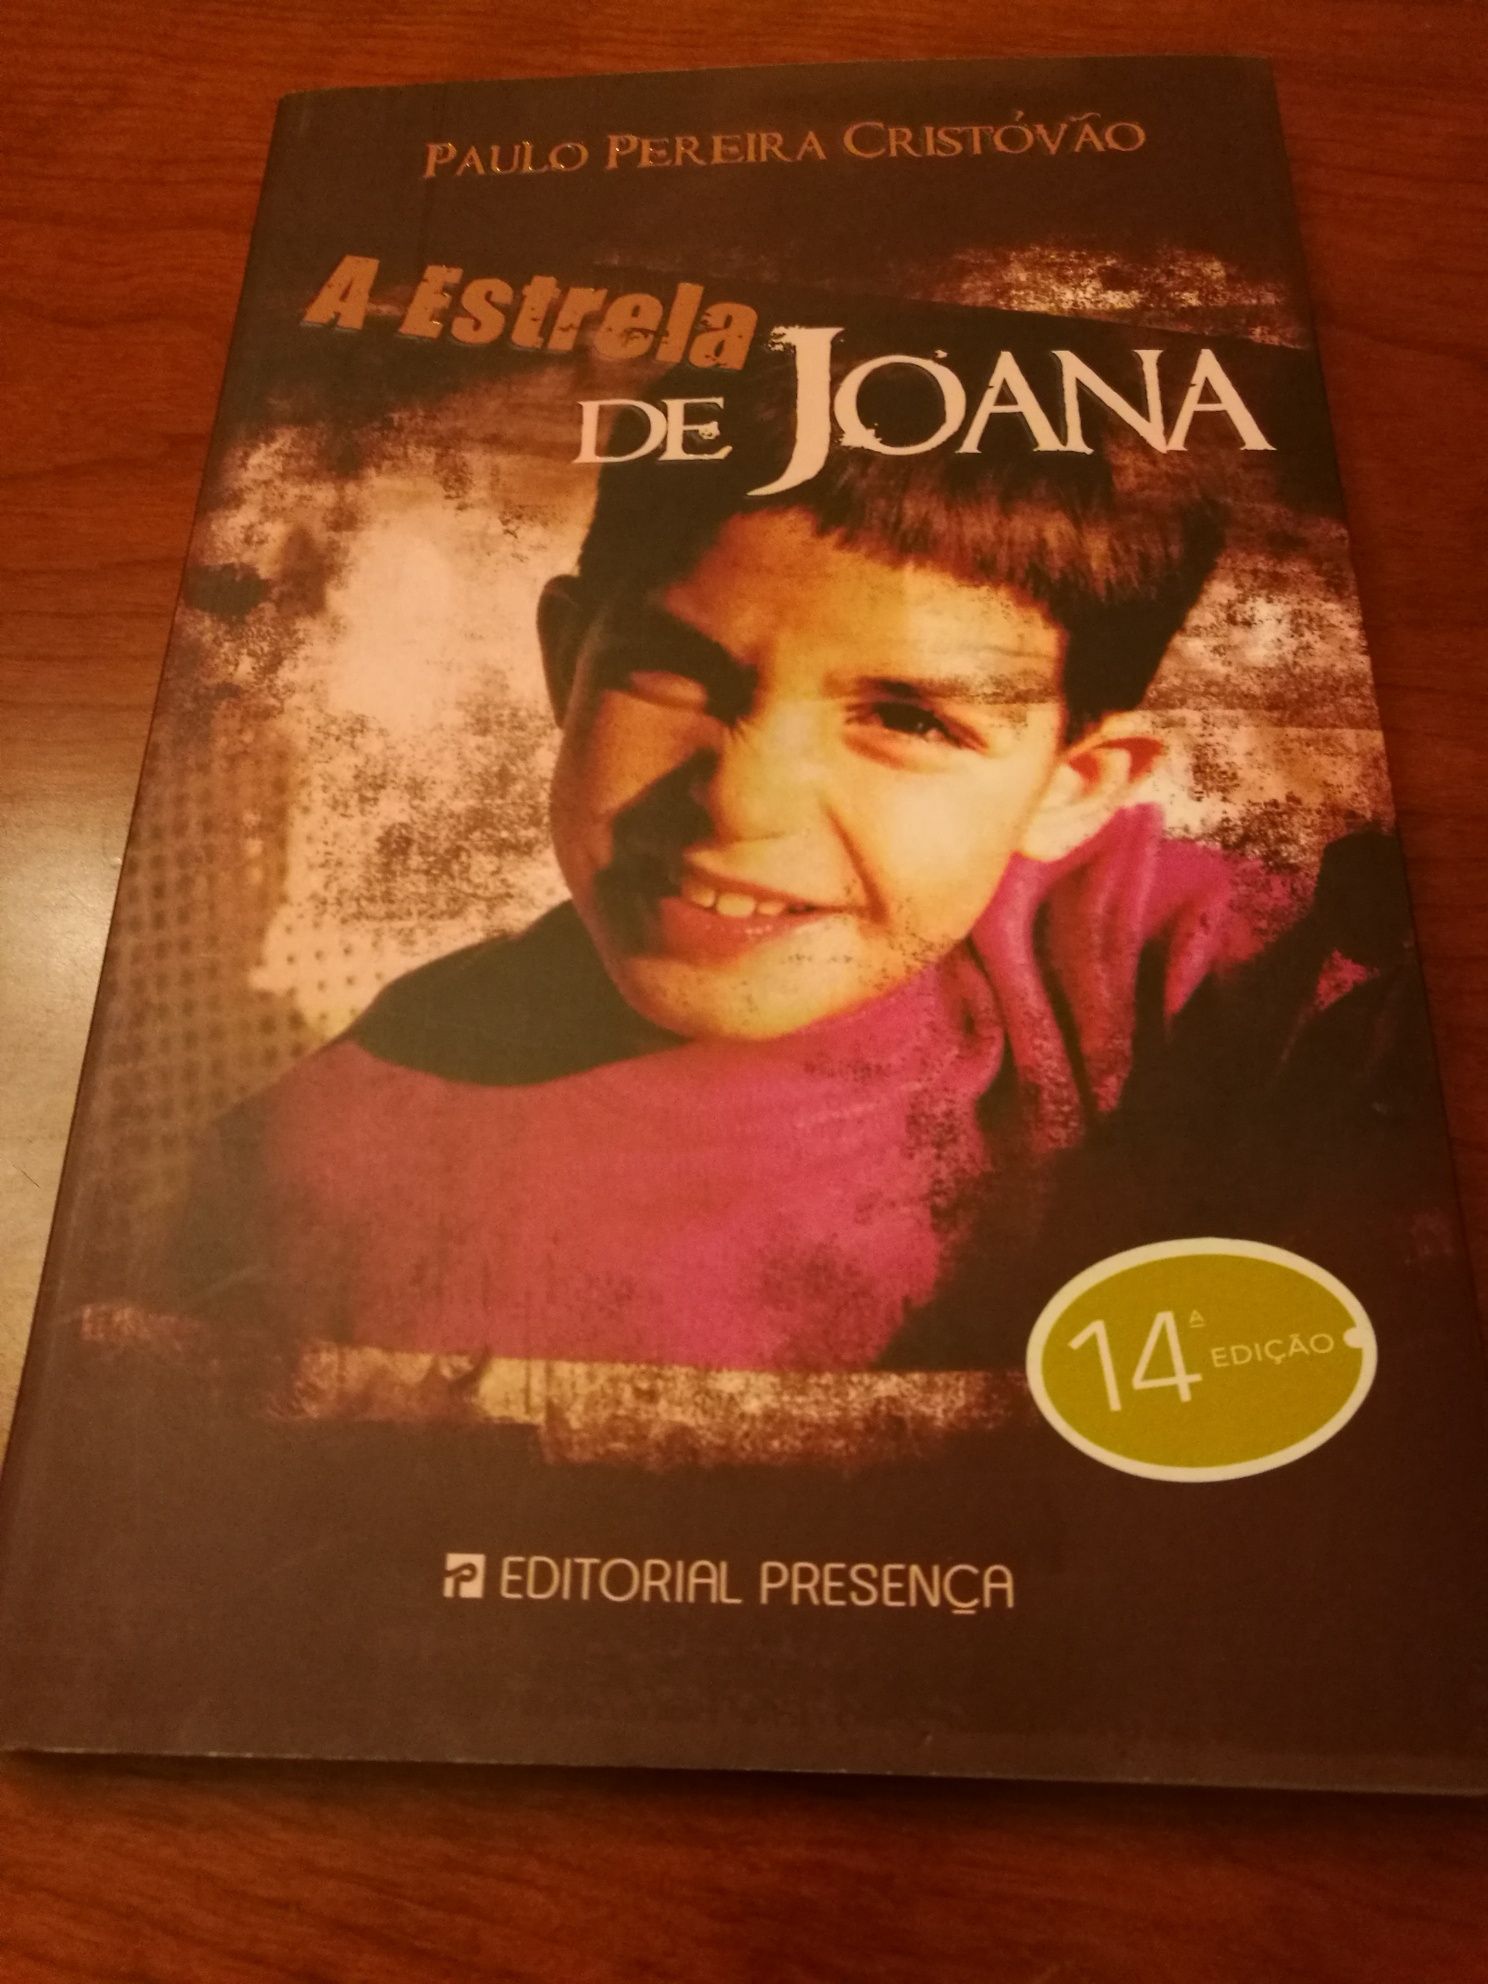 PAULO PEREIRA CRISTÓVÃO
A Estrela
DE JOANA
14ª EDIÇÃO
EDITORIAL PRESENÇA